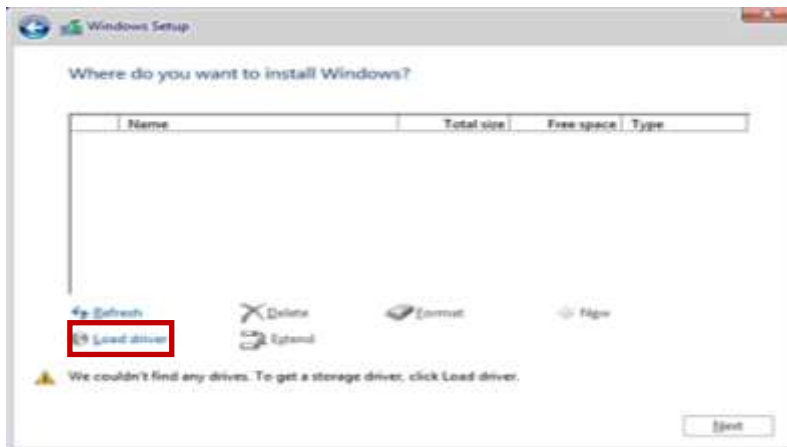 Windows Setup
Where do you want to install Windows?
Name Total size Free space Type
Refresh Delete Format New
Load driver Extend
We couldn't find any drives. To get a storage driver, click Load driver.
Next